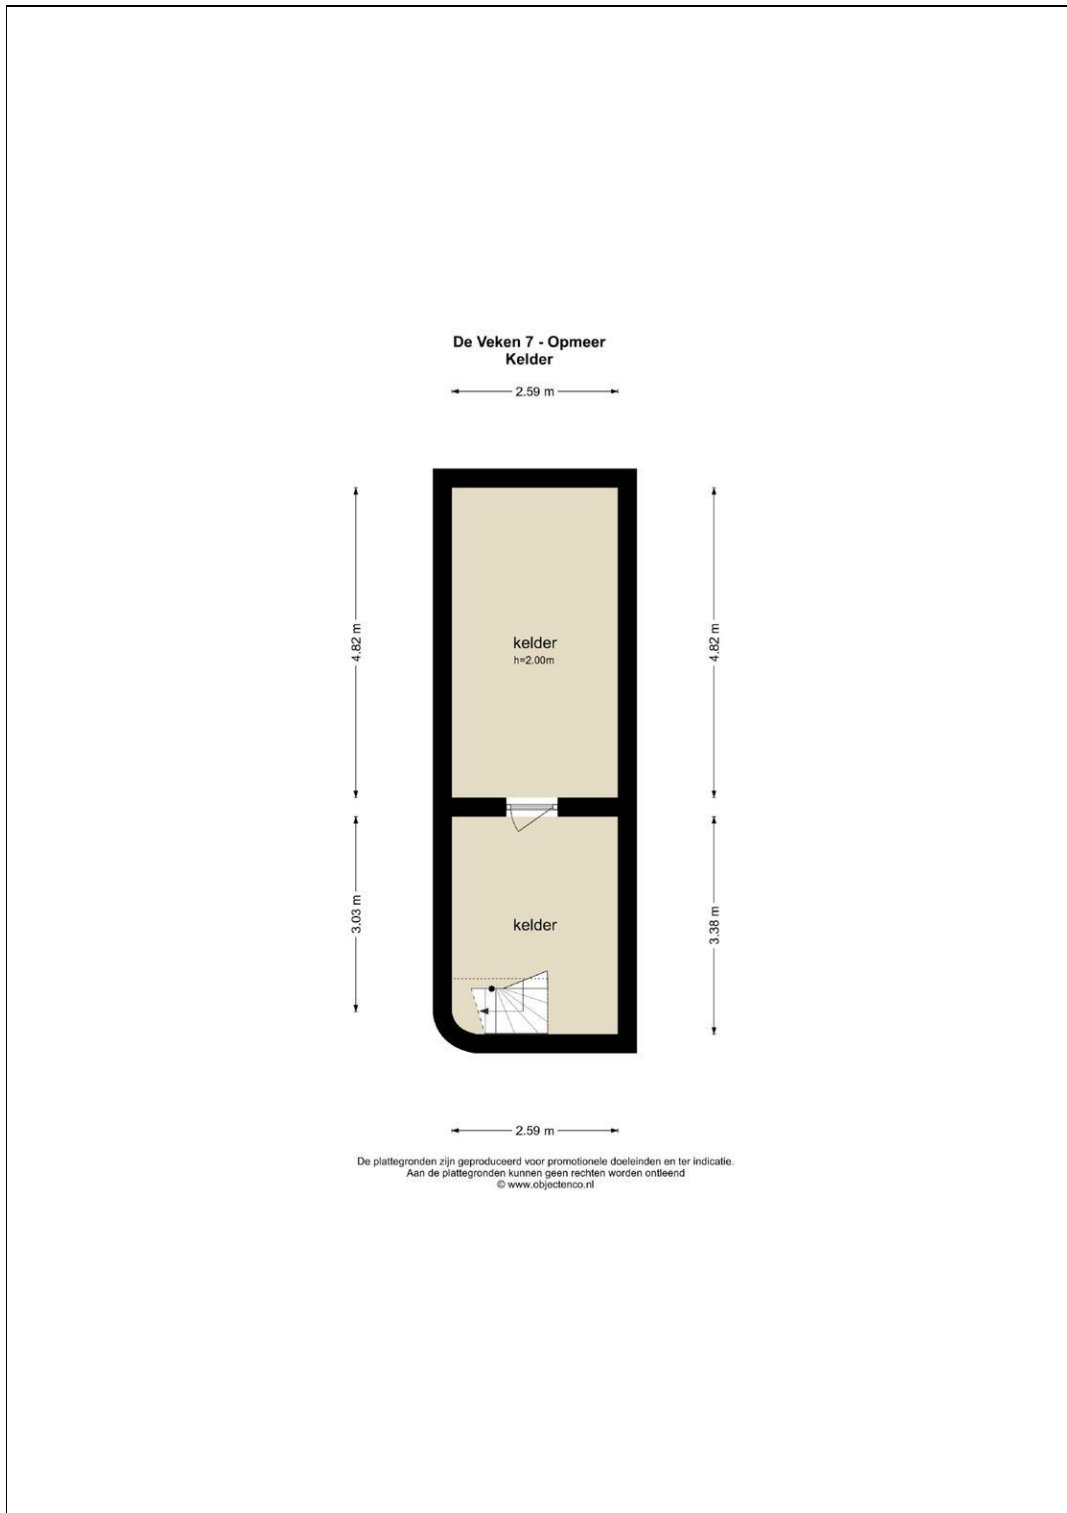 De Veken 7 - Opmeer
Kelder
2.59 m
4.82 m
4.82 m
kelder
h=2.00m
3.03 m
3.38 m
kelder
2.59 m
De plattegronden zijn geproduceerd voor promotionele doeleinden en ter indicatie.
Aan de plattegronden kunnen geen rechten worden ontleend
© www.objectenco.nl